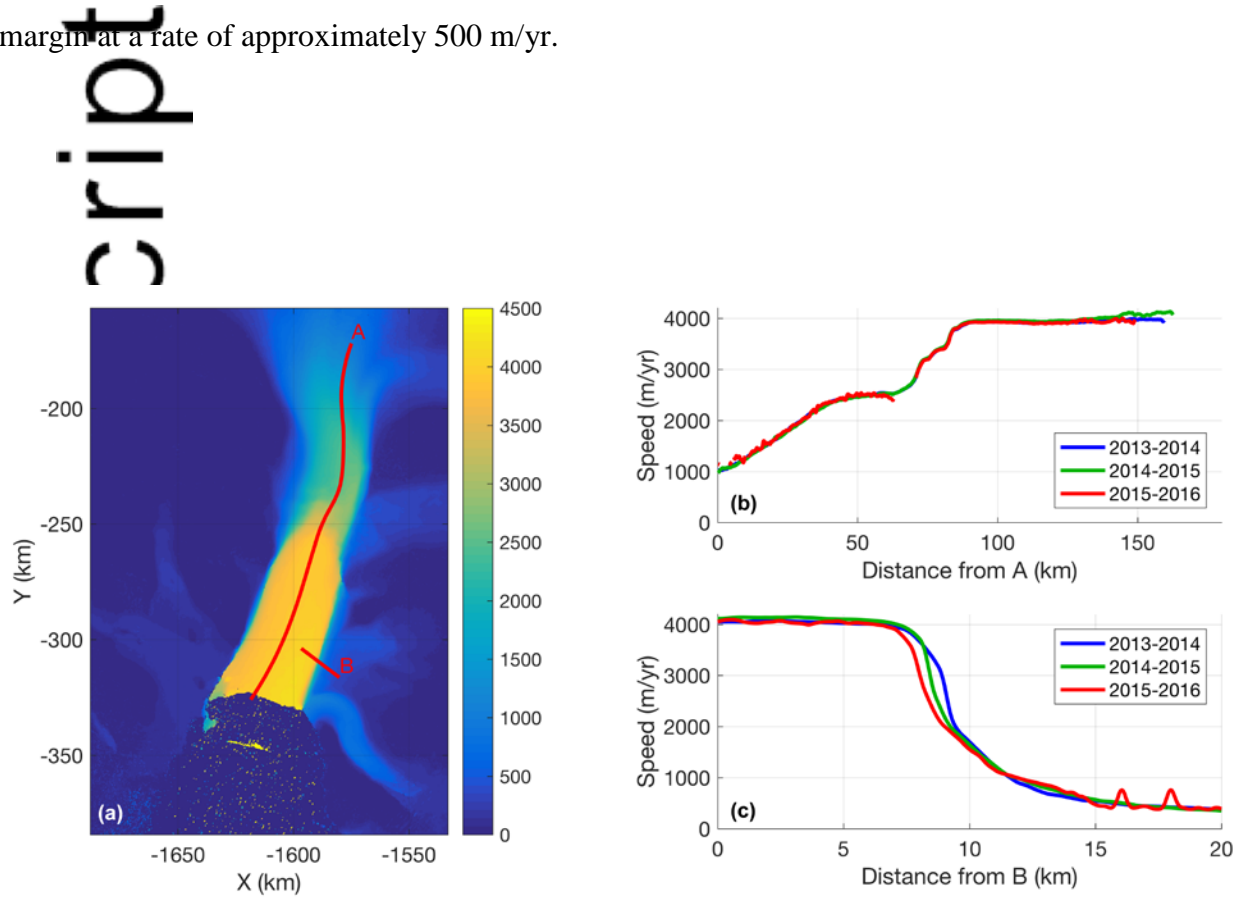 margin at a rate of approximately 500 m/yr.
cript
4500
4000
3500
3000
2500
2000
1500
1000
500
0
-200
-250
-300
-350
Y (km)
A
B
(a)
-1650 -1600 -1550
X (km)
4000
3000
2000
1000
0
Speed (m/yr)
2013-2014
2014-2015
2015-2016
(b)
0 50 100 150
Distance from A (km)
4000
3000
2000
1000
0
Speed (m/yr)
2013-2014
2014-2015
2015-2016
(c)
0 5 10 15 20
Distance from B (km)